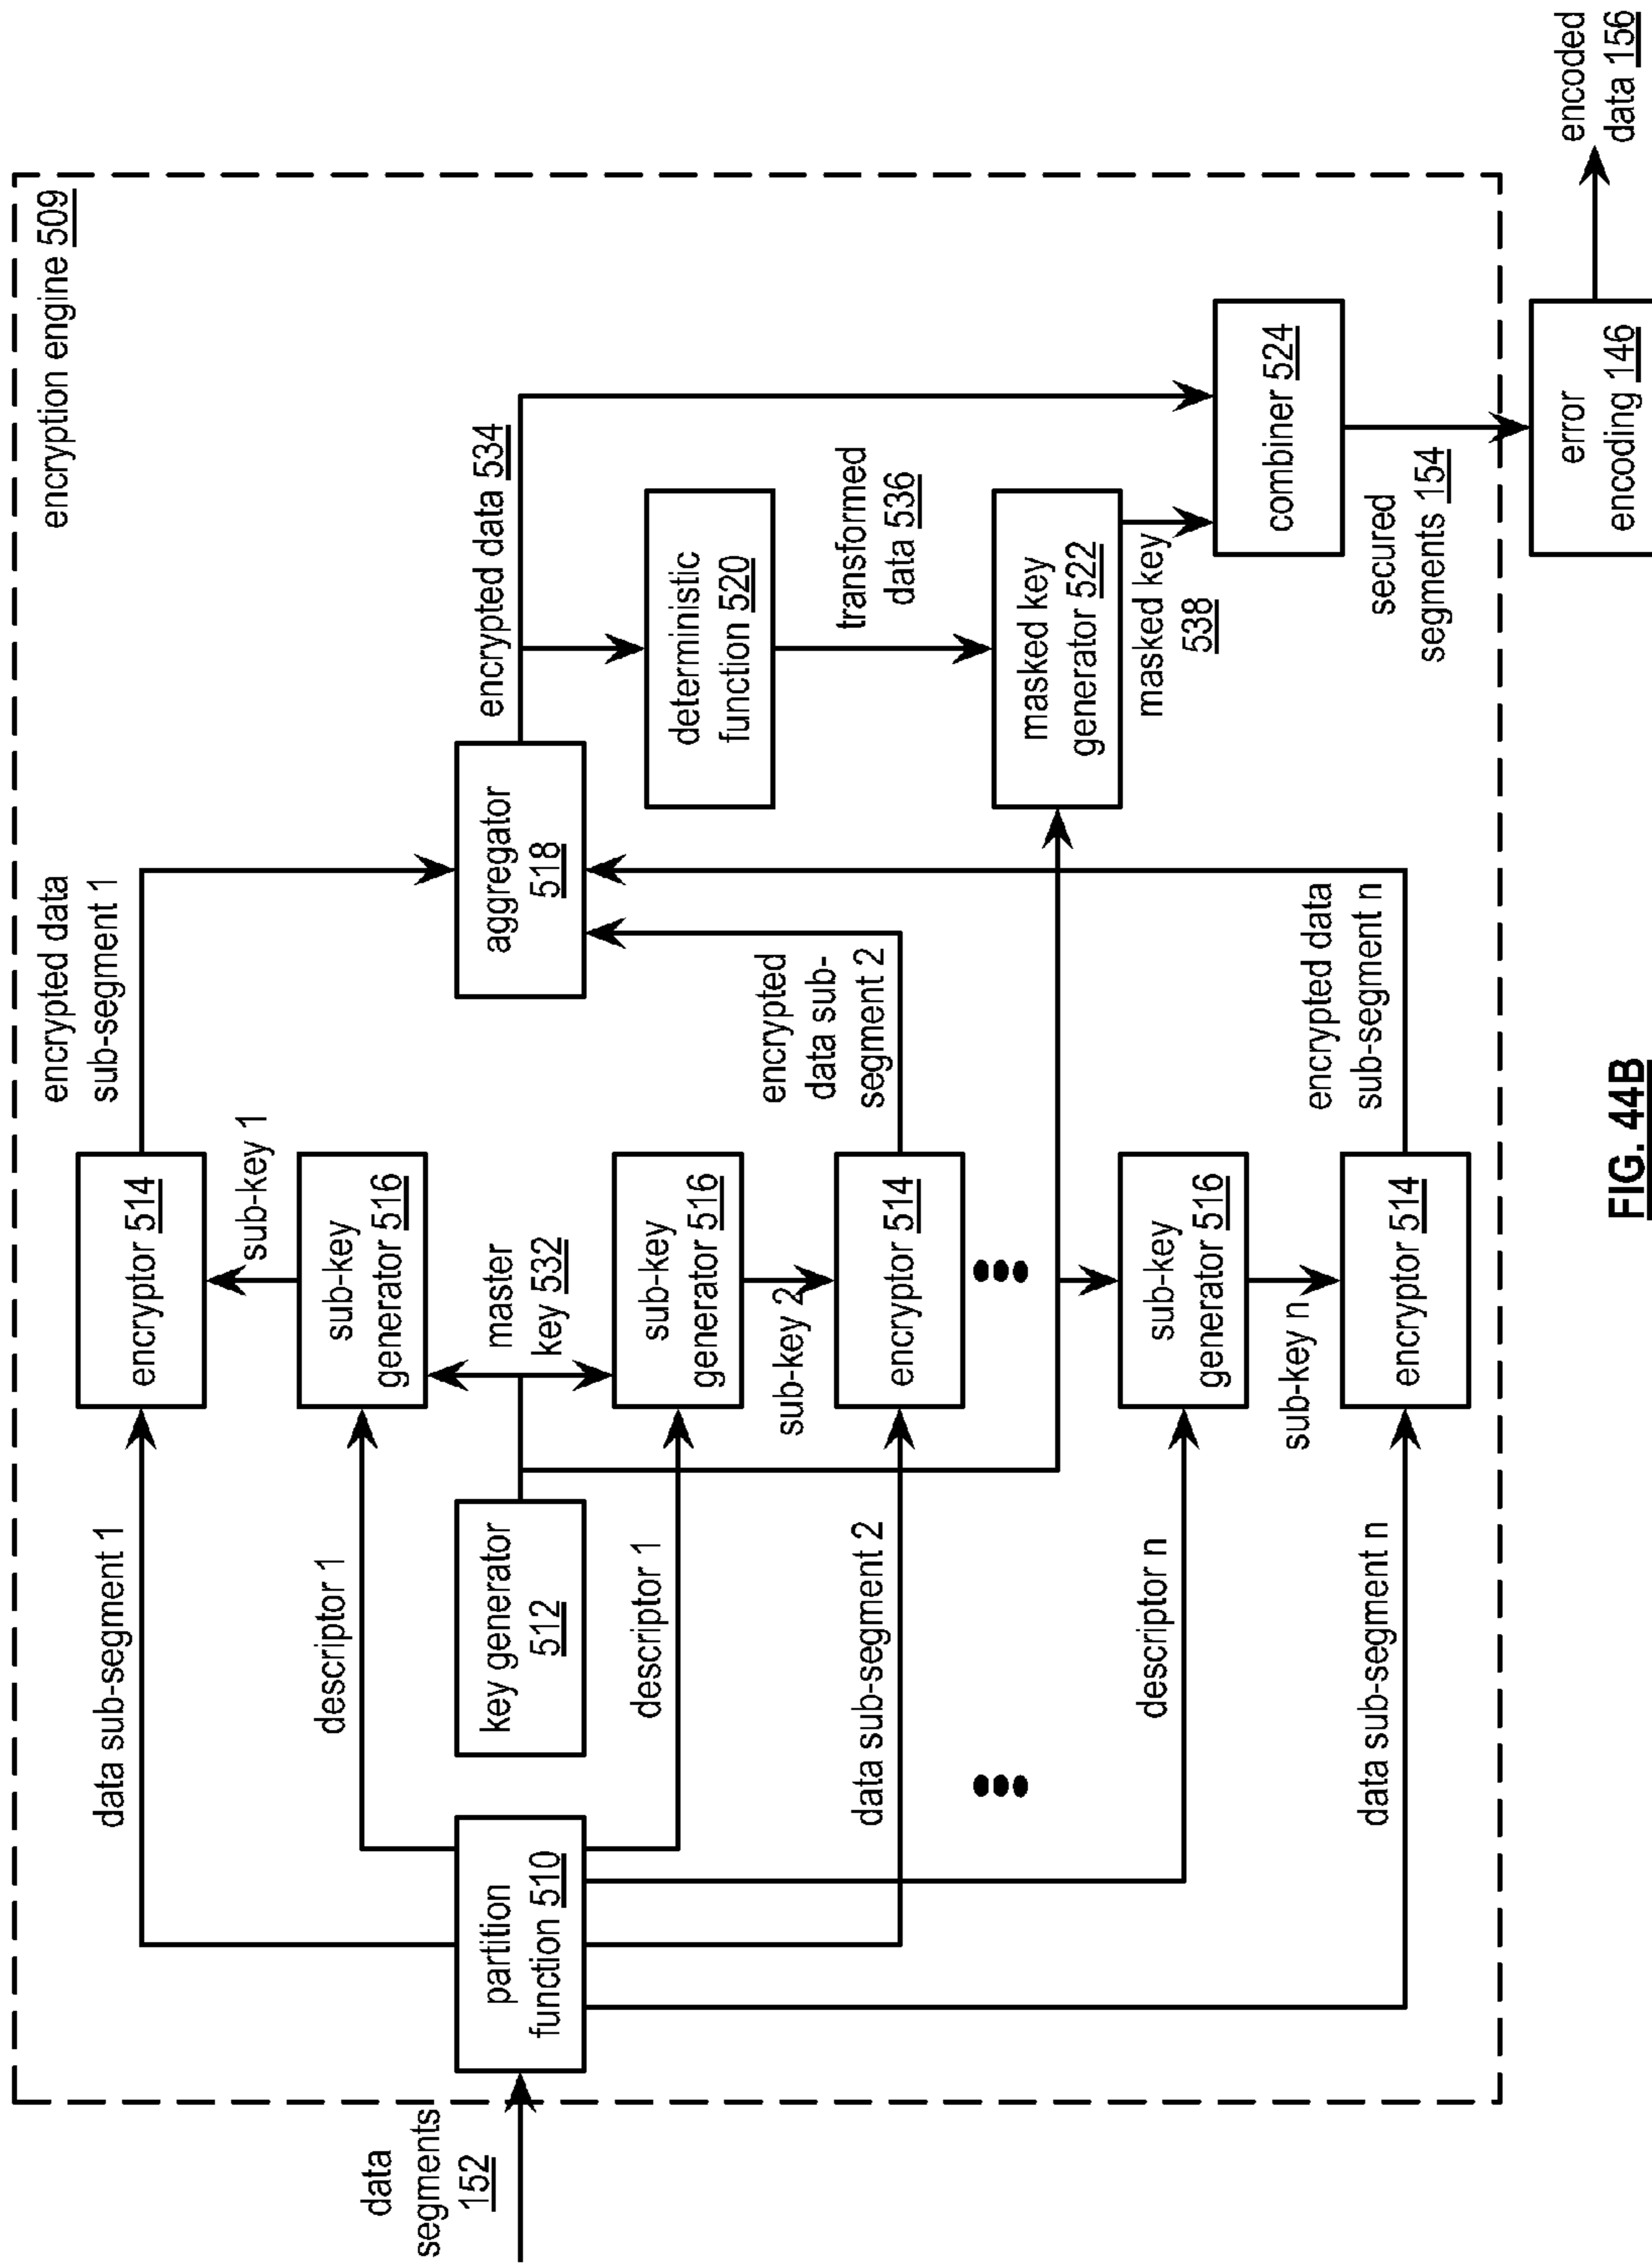 encryption engine 509
data
segments
152
partition
function 510
data sub-segment 1
descriptor 1
key generator
512
descriptor 1
data sub-segment 2
descriptor n
data sub-segment n
encryptor 514
sub-key 1
sub-key
generator 516
master
key 532
sub-key
generator 516
sub-key 2
encryptor 514
sub-key
generator 516
sub-key n
encryptor 514
encrypted data
sub-segment 1
encrypted
data sub-
segment 2
encrypted data
sub-segment n
aggregator
518
encrypted data 534
deterministic
function 520
transformed
data 536
masked key
generator 522
masked key
538
combiner 524
secured
segments 154
error
encoding 146
encoded
data 156
FIG. 44B